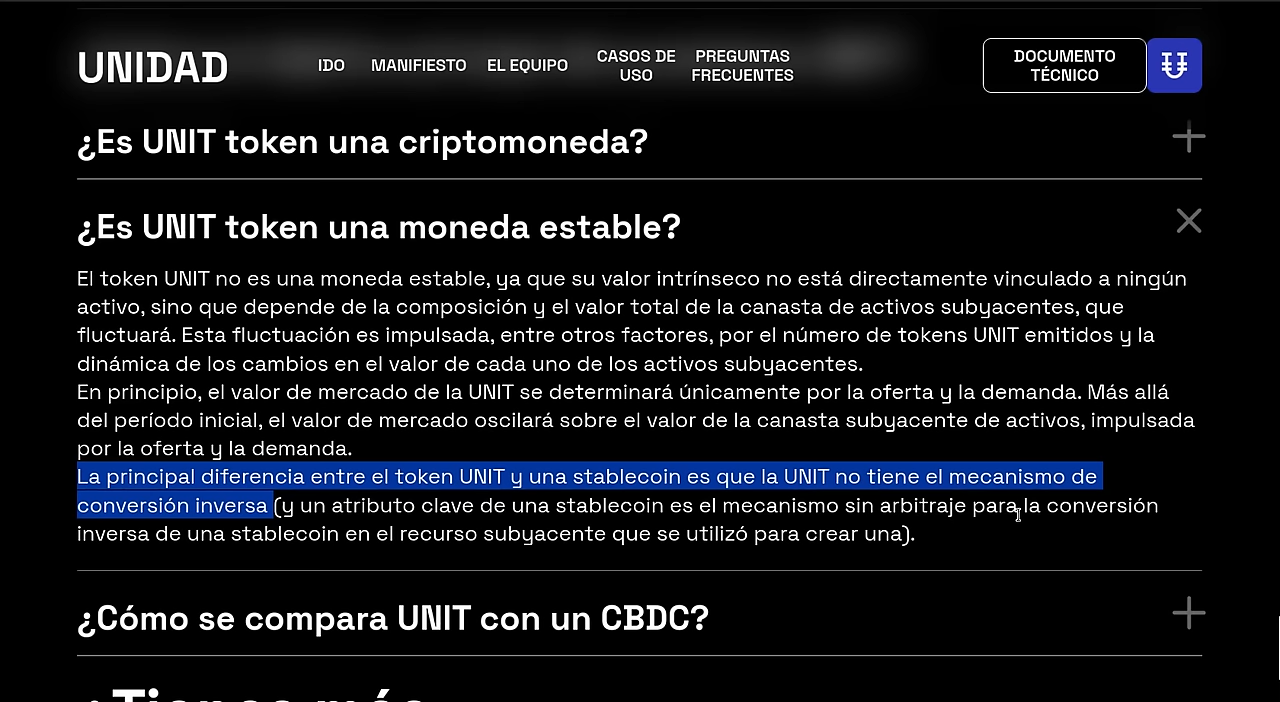 UNIDAD
IDO
MANIFIESTO
EL EQUIPO
CASOS DE
USO
PREGUNTAS
FRECUENTES
DOCUMENTO
TÉCNICO
¿Es UNIT token una criptomoneda?
¿Es UNIT token una moneda estable?
El token UNIT no es una moneda estable, ya que su valor intrínseco no está directamente vinculado a ningún
activo, sino que depende de la composición y el valor total de la canasta de activos subyacentes, que
fluctuará. Esta fluctuación es impulsada, entre otros factores, por el número de tokens UNIT emitidos y la
dinámica de los cambios en el valor de cada uno de los activos subyacentes.
En principio, el valor de mercado de la UNIT se determinará únicamente por la oferta y la demanda. Más allá
del período inicial, el valor de mercado oscilará sobre el valor de la canasta subyacente de activos, impulsada
por la oferta y la demanda.
La principal diferencia entre el token UNIT y una stablecoin es que la UNIT no tiene el mecanismo de
conversión inversa (y un atributo clave de una stablecoin es el mecanismo sin arbitraje para la conversión
inversa de una stablecoin en el recurso subyacente que se utilizó para crear una).
¿Cómo se compara UNIT con un CBDC?